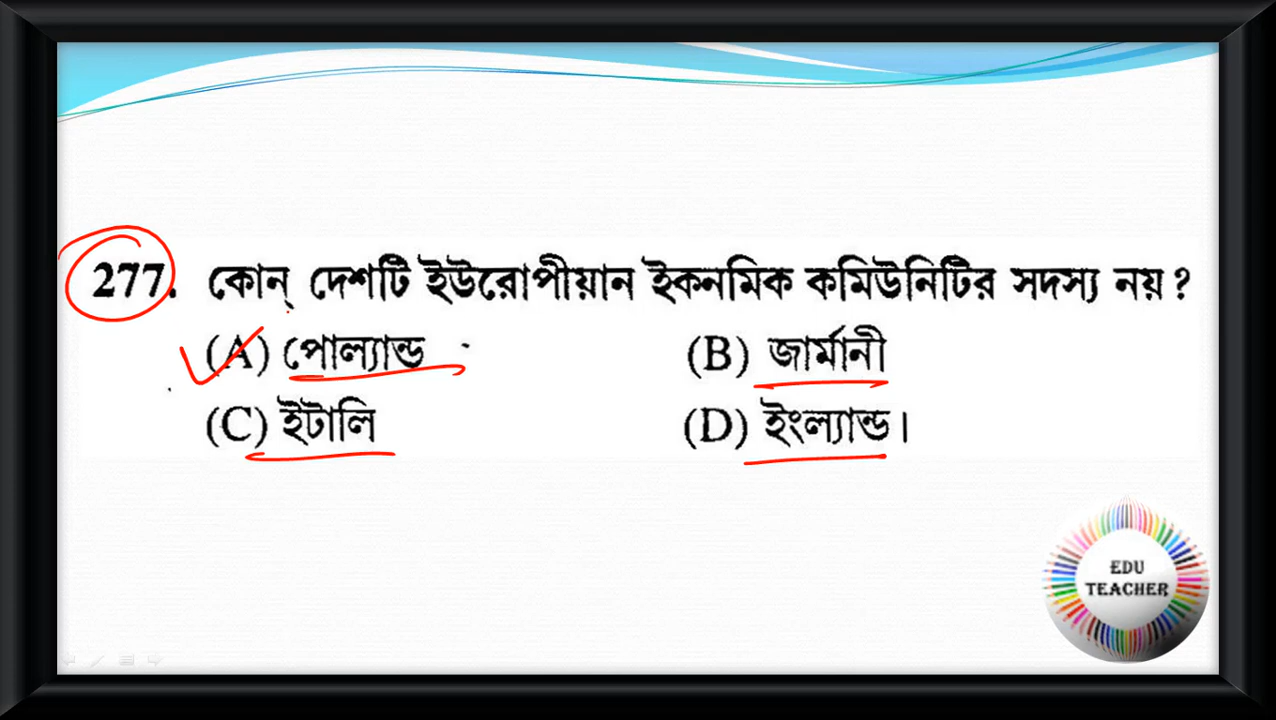 277. কোন্ দেশটি ইউরোপীয়ান ইকনমিক কমিউনিটির সদস্য নয় ?
(A) পোল্যান্ড (B) জার্মানী
(C) ইটালি (D) ইংল্যান্ড।
EDU
TEACHER